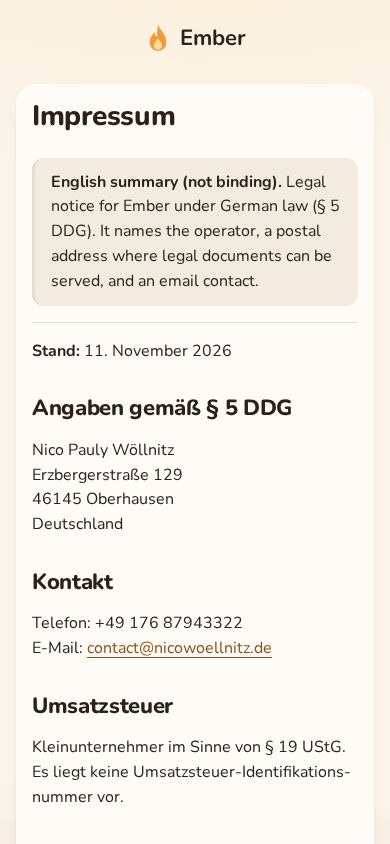 Ember
Impressum
English summary (not binding). Legal
notice for Ember under German law (§ 5
DDG). It names the operator, a postal
address where legal documents can be
served, and an email contact.
Stand: 11. November 2026
Angaben gemäß § 5 DDG
Nico Pauly Wöllnitz
Erzbergerstraße 129
46145 Oberhausen
Deutschland
Kontakt
Telefon: +49 176 87943322
E-Mail: contact@nicowoellnitz.de
Umsatzsteuer
Kleinunternehmer im Sinne von § 19 UStG.
Es liegt keine Umsatzsteuer-Identifikations-
nummer vor.